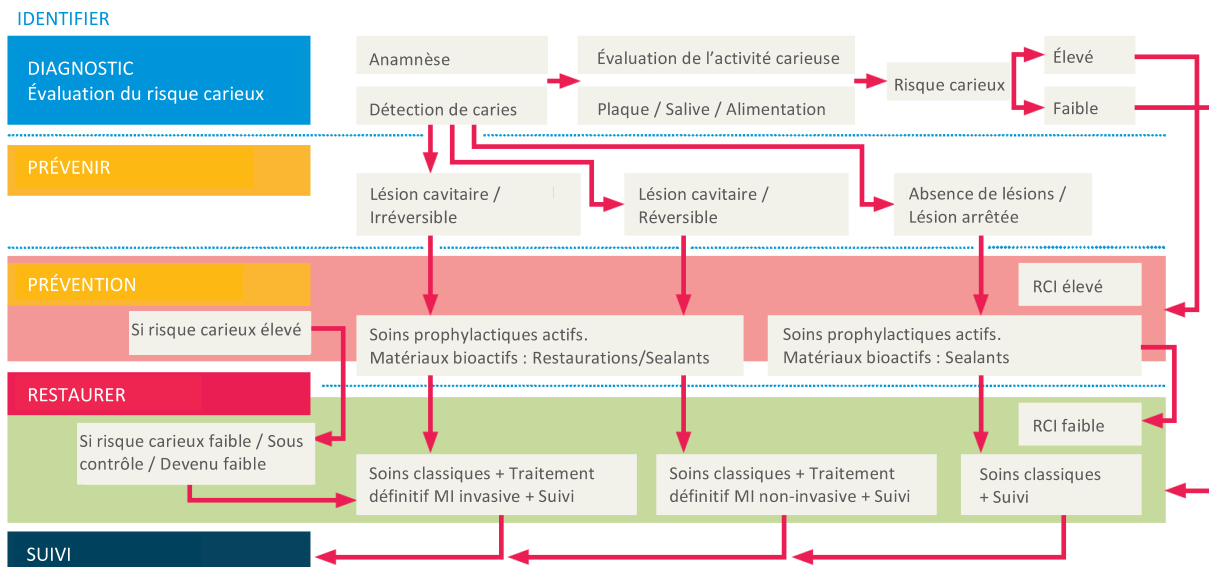 IDENTIFIER
DIAGNOSTIC
Évaluation du risque carieux
Anamnèse
Détection de caries
Évaluation de l’activité carieuse
Plaque / Salive / Alimentation
Risque carieux
Élevé
Faible
PRÉVENIR
Lésion cavitaire /
Irréversible
Lésion cavitaire /
Réversible
Absence de lésions /
Lésion arrêtée
PRÉVENTION
RCI élevé
Si risque carieux élevé
Soins prophylactiques actifs.
Matériaux bioactifs : Restaurations/Sealants
Soins prophylactiques actifs.
Matériaux bioactifs : Sealants
RESTAURER
RCI faible
Si risque carieux faible / Sous
contrôle / Devenu faible
Soins classiques + Traitement
définitif MI invasive + Suivi
Soins classiques + Traitement
définitif MI non-invasive + Suivi
Soins classiques
+ Suivi
SUIVI